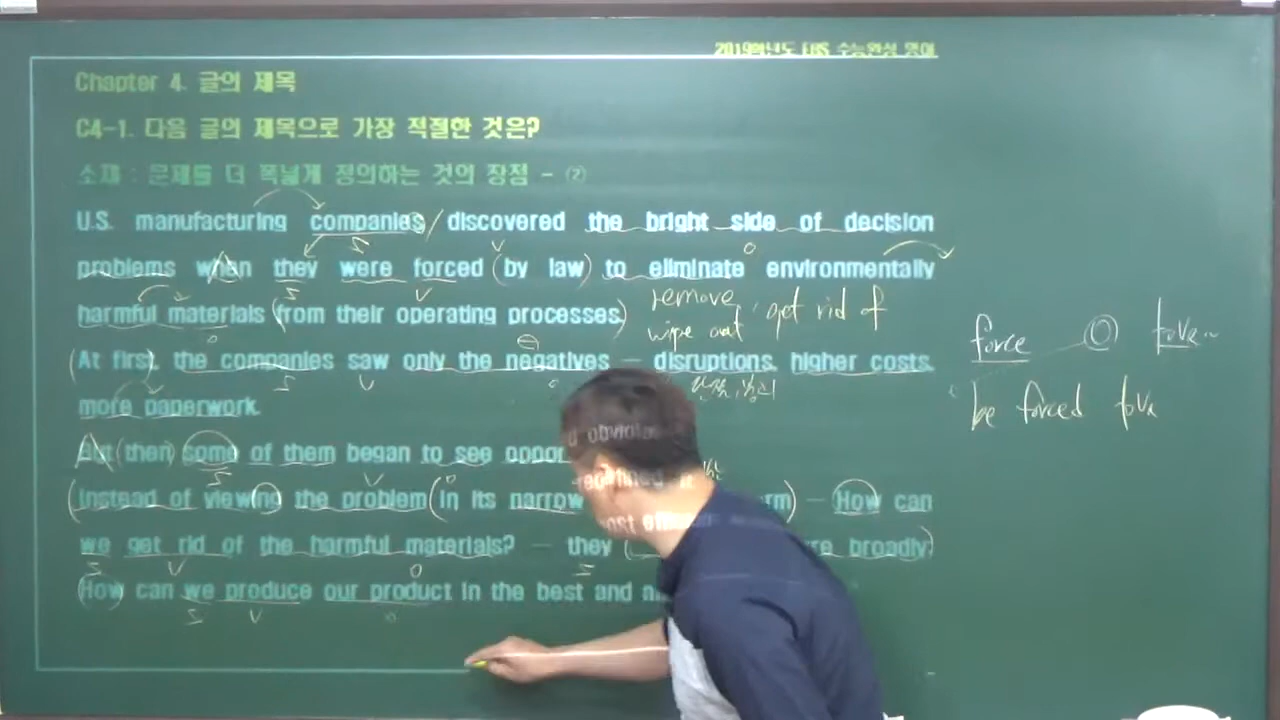 2019학년도 EBS 수능완성 영어
Chapter 4. 글의 제목
C4-1. 다음 글의 제목으로 가장 적절한 것은?
소재 : 문제를 더 폭넓게 정의하는 것의 장점 - ②
U.S. manufacturing companies/ discovered the bright side of decision
problems when they were forced (by law) to eliminate environmentally
harmful materials (from their operating processes.)
remove, get rid of
wipe out
(At first), the companies saw only the negatives — disruptions, higher costs,
more paperwork.
But (then) some of them began to see
(Instead of viewing the problem (in its narrow) — How can
we get rid of the harmful materials? — they broadly)
(How) can we produce our product in the best and
force O to V
be forced to V